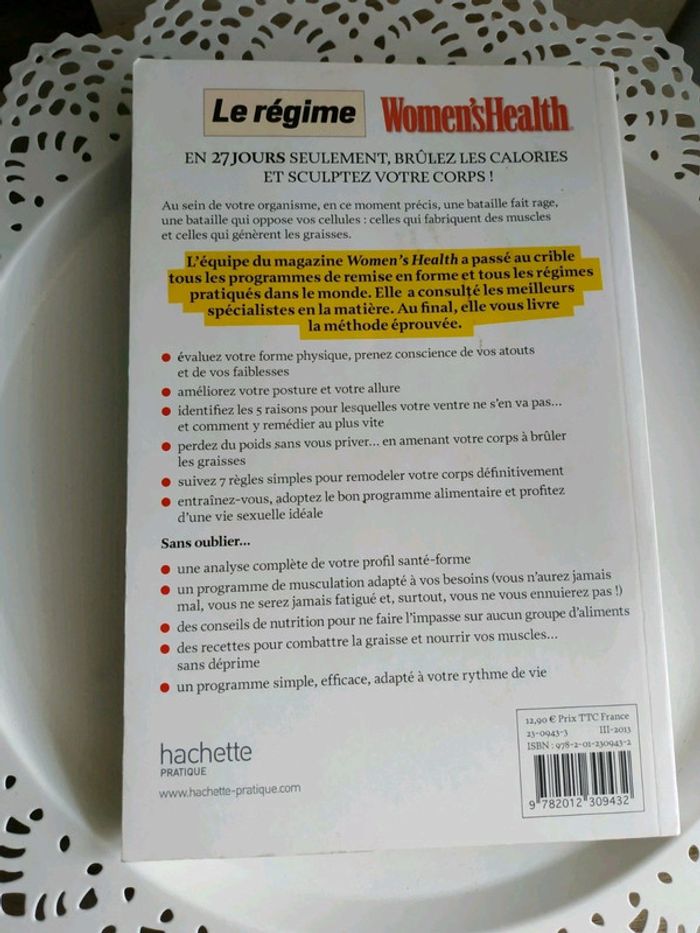 Le régime Women'sHealth
EN 27 JOURS SEULEMENT, BRÛLEZ LES CALORIES
ET SCULPTEZ VOTRE CORPS !
Au sein de votre organisme, en ce moment précis, une bataille fait rage,
une bataille qui oppose vos cellules : celles qui fabriquent des muscles
et celles qui génèrent les graisses.
L'équipe du magazine Women's Health a passé au crible
tous les programmes de remise en forme et tous les régimes
pratiqués dans le monde. Elle a consulté les meilleurs
spécialistes en la matière. Au final, elle vous livre
la méthode éprouvée.
● évaluez votre forme physique, prenez conscience de vos atouts
et de vos faiblesses
● améliorez votre posture et votre allure
● identifiez les 5 raisons pour lesquelles votre ventre ne s'en va pas...
et comment y remédier au plus vite
● perdez du poids sans vous priver... en amenant votre corps à brûler
les graisses
● suivez 7 règles simples pour remodeler votre corps définitivement
● entraînez-vous, adoptez le bon programme alimentaire et profitez
d'une vie sexuelle idéale
Sans oublier...
● une analyse complète de votre profil santé-forme
● un programme de musculation adapté à vos besoins (vous n'aurez jamais
mal, vous ne serez jamais fatigué et, surtout, vous ne vous ennuierez pas !)
● des conseils de nutrition pour ne faire l'impasse sur aucun groupe d'aliments
● des recettes pour combattre la graisse et nourrir vos muscles...
sans déprime
● un programme simple, efficace, adapté à votre rythme de vie
hachette
PRATIQUE
www.hachette-pratique.com
12,90 € Prix TTC France
23-0943-3 III-2013
ISBN : 978-2-01-230943-2
9 782012 309432